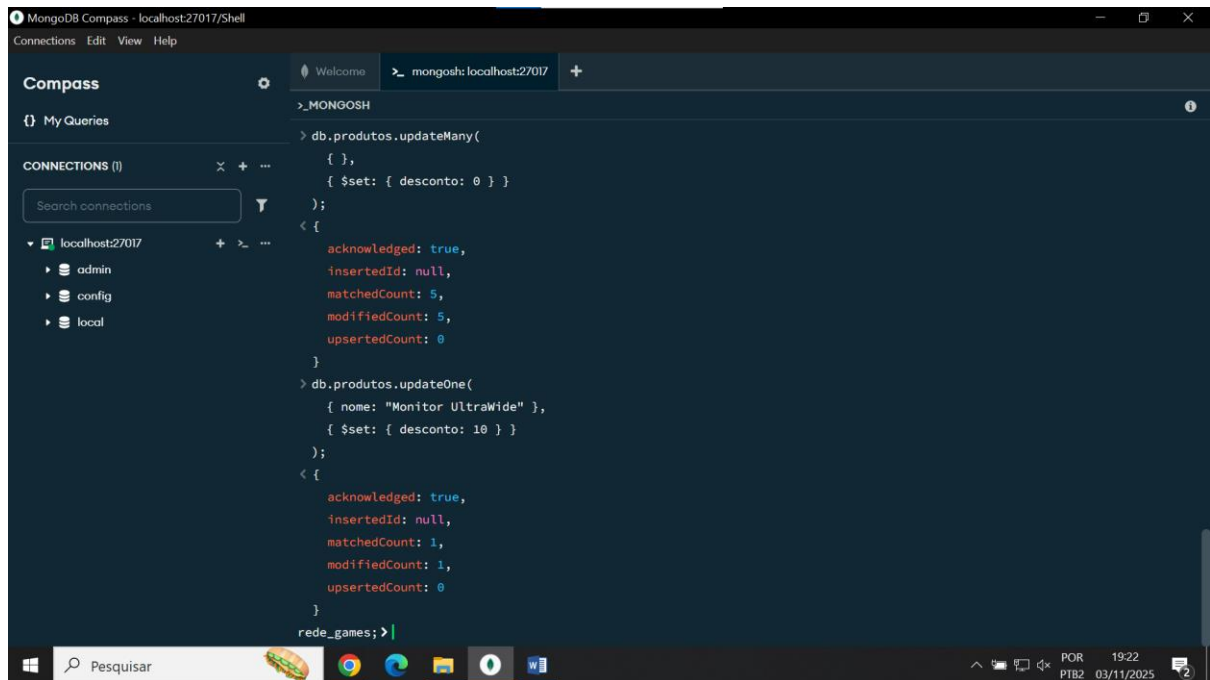 MongoDB Compass - localhost:27017/Shell
Connections Edit View Help
Compass
{} My Queries
CONNECTIONS (1)
Search connections
localhost:27017
admin
config
local
Welcome
>_ mongosh: localhost:27017
>_MONGOSH
> db.produtos.updateMany(
{ },
{ $set: { desconto: 0 } }
);
< {
acknowledged: true,
insertedId: null,
matchedCount: 5,
modifiedCount: 5,
upsertedCount: 0
}
> db.produtos.updateOne(
{ nome: "Monitor UltraWide" },
{ $set: { desconto: 10 } }
);
< {
acknowledged: true,
insertedId: null,
matchedCount: 1,
modifiedCount: 1,
upsertedCount: 0
}
rede_games;>
Pesquisar
POR
PTB2
19:22
03/11/2025
2